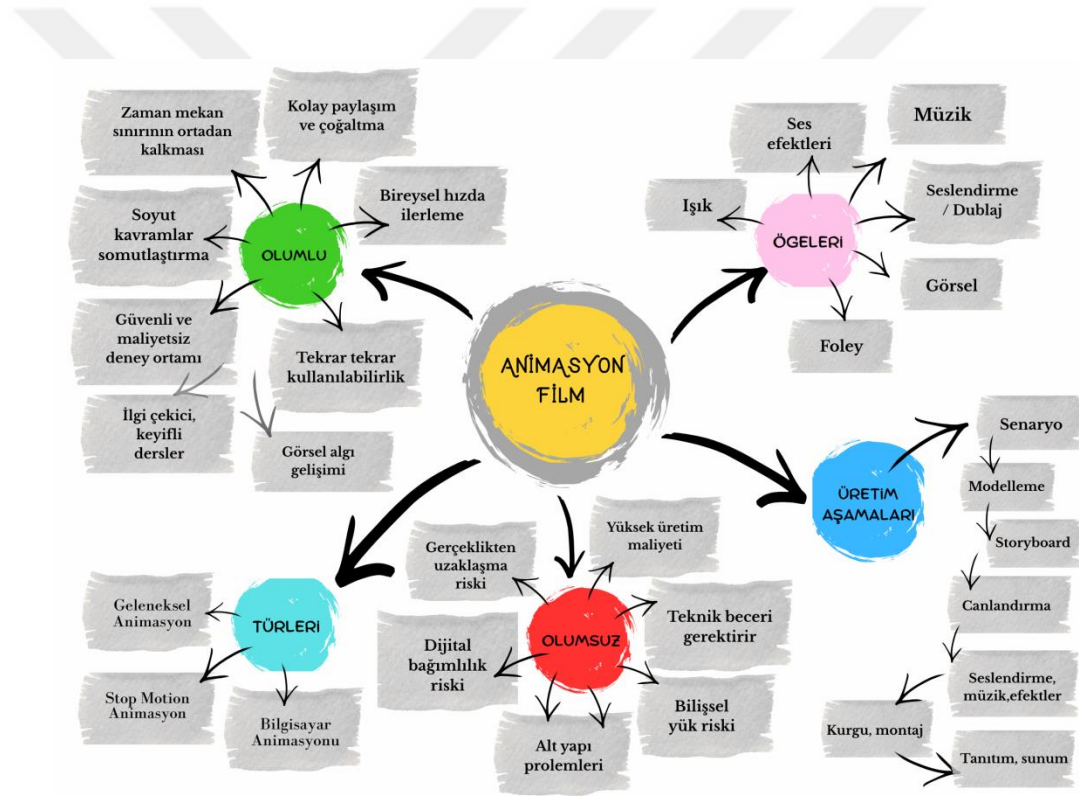 Zaman mekan
sınırının ortadan
kalkması
Kolay paylaşım
ve çoğaltma
Bireysel hızda
ilerleme
Soyut
kavramlar
somutlaştırma
OLUMLU
Güvenli ve
maliyetsiz
deney ortamı
Tekrar tekrar
kullanılabilirlik
İlgi çekici,
keyifli
dersler
Görsel algı
gelişimi
Ses
efektleri
Müzik
Işık
Seslendirme
/ Dublaj
ÖGELERİ
Görsel
Foley
ANİMASYON
FİLM
ÜRETİM
AŞAMALARI
Senaryo
Modelleme
Storyboard
Canlandırma
Seslendirme,
müzik,efektler
Kurgu, montaj
Tanıtım, sunum
Geleneksel
Animasyon
TÜRLERİ
Stop Motion
Animasyon
Bilgisayar
Animasyonu
Gerçeklikten
uzaklaşma
riski
Yüksek üretim
maliyeti
Dijital
bağımlılık
riski
OLUMSUZ
Teknik beceri
gerektirir
Bilişsel
yük riski
Alt yapı
prolemleri